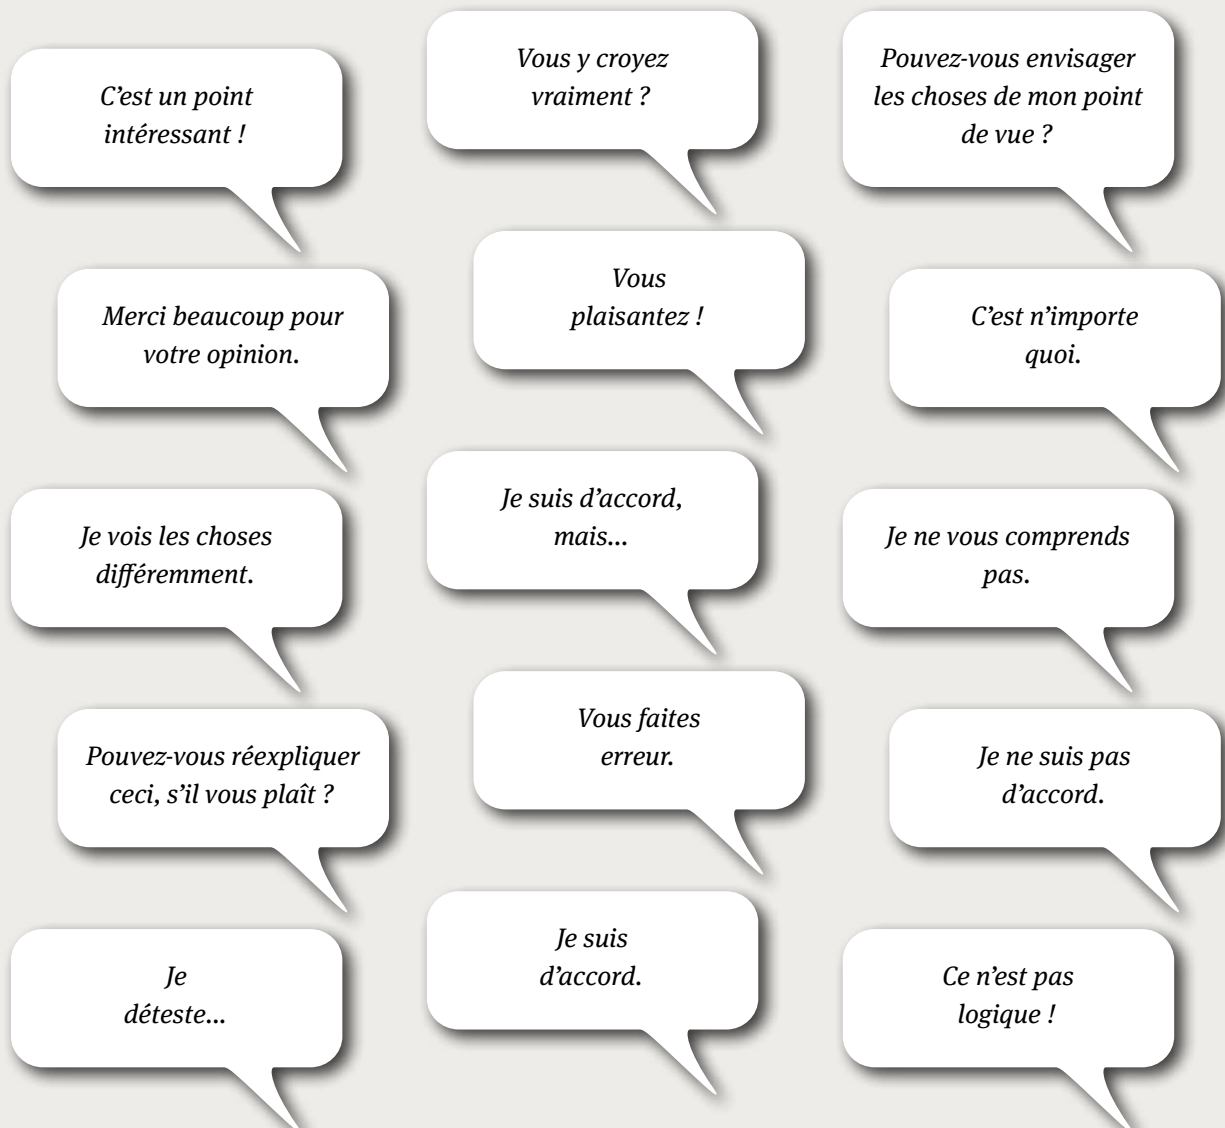 C'est un point
intéressant !
Vous y croyez
vraiment ?
Pouvez-vous envisager
les choses de mon point
de vue ?
Merci beaucoup pour
votre opinion.
Vous
plaisantez !
C'est n'importe
quoi.
Je vois les choses
différemment.
Je suis d'accord,
mais...
Je ne vous comprends
pas.
Pouvez-vous réexpliquer
ceci, s'il vous plaît ?
Vous faites
erreur.
Je ne suis pas
d'accord.
Je
déteste...
Je suis
d'accord.
Ce n'est pas
logique !